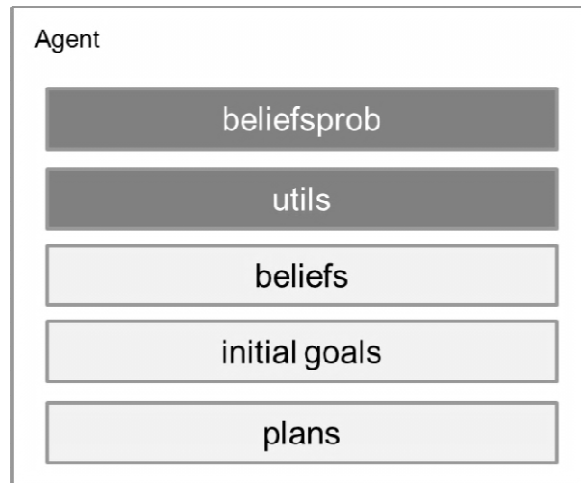 Agent
beliefsprob
utils
beliefs
initial goals
plans